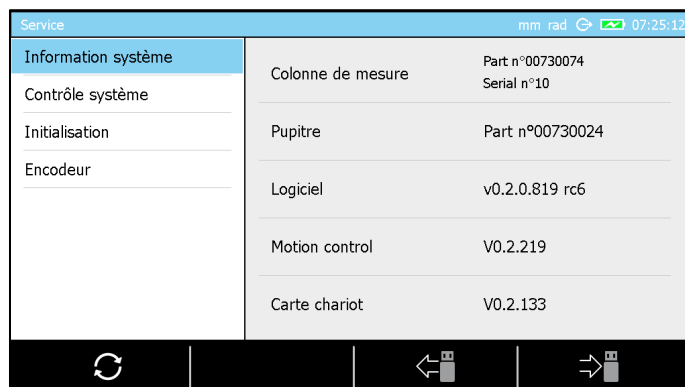 Service
mm rad 07:25:12
Information système
Contrôle système
Initialisation
Encodeur
Colonne de mesure
Part n°00730074
Serial n°10
Pupitre
Part n°00730024
Logiciel
v0.2.0.819 rc6
Motion control
V0.2.219
Carte chariot
V0.2.133